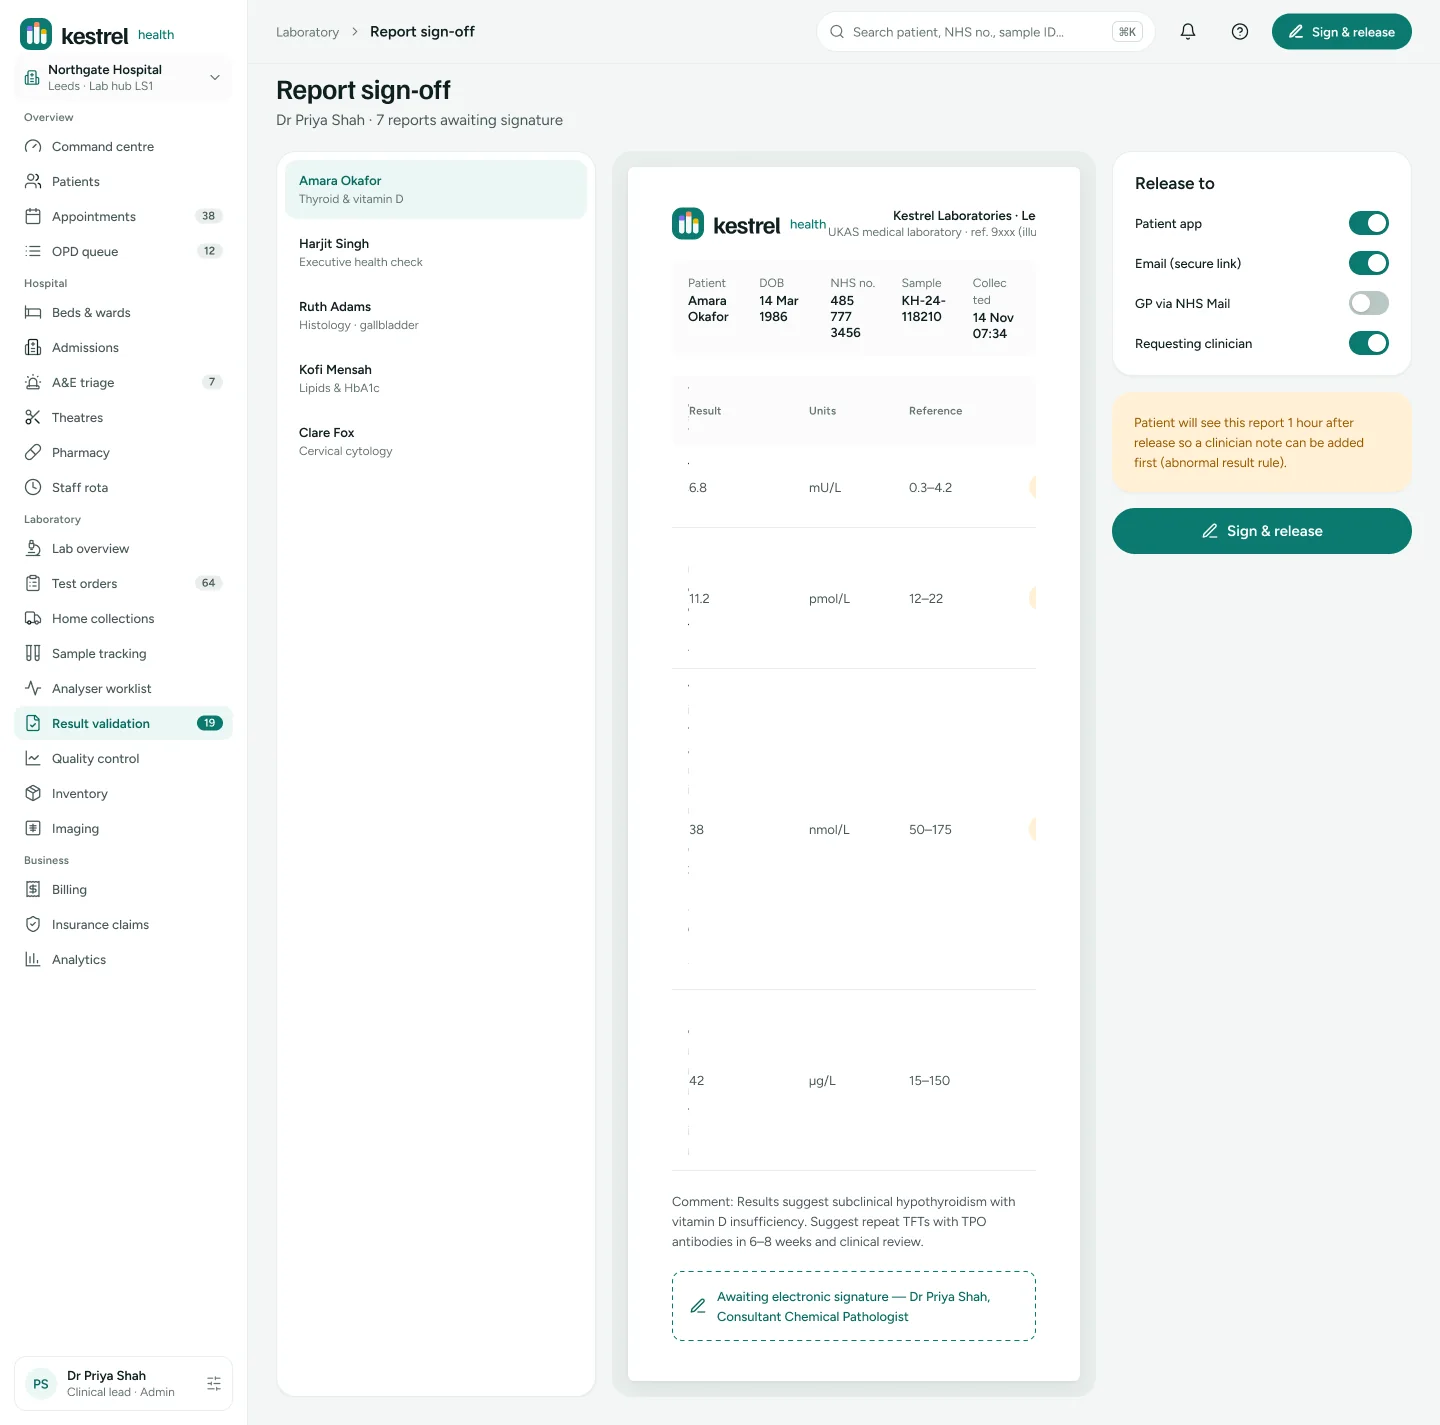 kestrel health
Northgate Hospital
Leeds · Lab hub LS1
Overview
Command centre
Patients
Appointments 38
OPD queue 12
Hospital
Beds & wards
Admissions
A&E triage 7
Theatres
Pharmacy
Staff rota
Laboratory
Lab overview
Test orders 64
Home collections
Sample tracking
Analyser worklist
Result validation 19
Quality control
Inventory
Imaging
Business
Billing
Insurance claims
Analytics
PS
Dr Priya Shah
Clinical lead · Admin
Laboratory > Report sign-off
Search patient, NHS no., sample ID... ⌘K
Sign & release
Report sign-off
Dr Priya Shah · 7 reports awaiting signature
Amara Okafor
Thyroid & vitamin D
Harjit Singh
Executive health check
Ruth Adams
Histology · gallbladder
Kofi Mensah
Lipids & HbA1c
Clare Fox
Cervical cytology
kestrel health
Kestrel Laboratories · Le
UKAS medical laboratory · ref. 9xxx (illu
Patient
Amara
Okafor
DOB
14 Mar
1986
NHS no.
485
777
3456
Sample
KH-24-
118210
Collec
ted
14 Nov
07:34
Result Units Reference
6.8 mU/L 0.3–4.2
11.2 pmol/L 12–22
38 nmol/L 50–175
42 µg/L 15–150
Comment: Results suggest subclinical hypothyroidism with
vitamin D insufficiency. Suggest repeat TFTs with TPO
antibodies in 6–8 weeks and clinical review.
Awaiting electronic signature — Dr Priya Shah,
Consultant Chemical Pathologist
Release to
Patient app
Email (secure link)
GP via NHS Mail
Requesting clinician
Patient will see this report 1 hour after
release so a clinician note can be added
first (abnormal result rule).
Sign & release